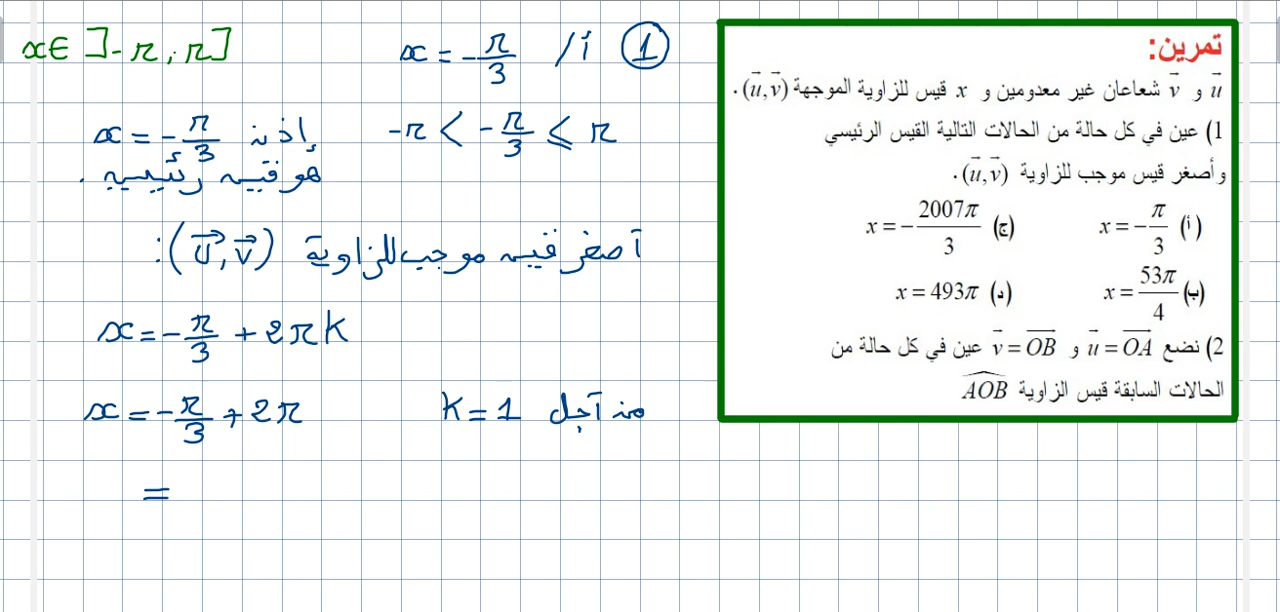 تمرين:
u⃗ و v⃗ شعاعان غير معدومين و x قيس للزاوية الموجهة (u⃗,v⃗).
1) عين في كل حالة من الحالات التالية القيس الرئيسي
وأصغر قيس موجب للزاوية (u⃗,v⃗).
أ) x = -π/3 ج) x = -2007π/3
ب) x = 53π/4 د) x = 493π
2) نضع u⃗ = OA⃗ و v⃗ = OB⃗ عين في كل حالة من
الحالات السابقة قيس الزاوية AOB̂
① أ/ x = -π/3 x∈ ]-π ; π]
-π < -π/3 ⩽ π إذن x = -π/3
هو قيس رئيسي.
أصغر قيس موجب للزاوية (u⃗,v⃗):
x = -π/3 + 2πk
من أجل k = 1 x = -π/3 + 2π
=